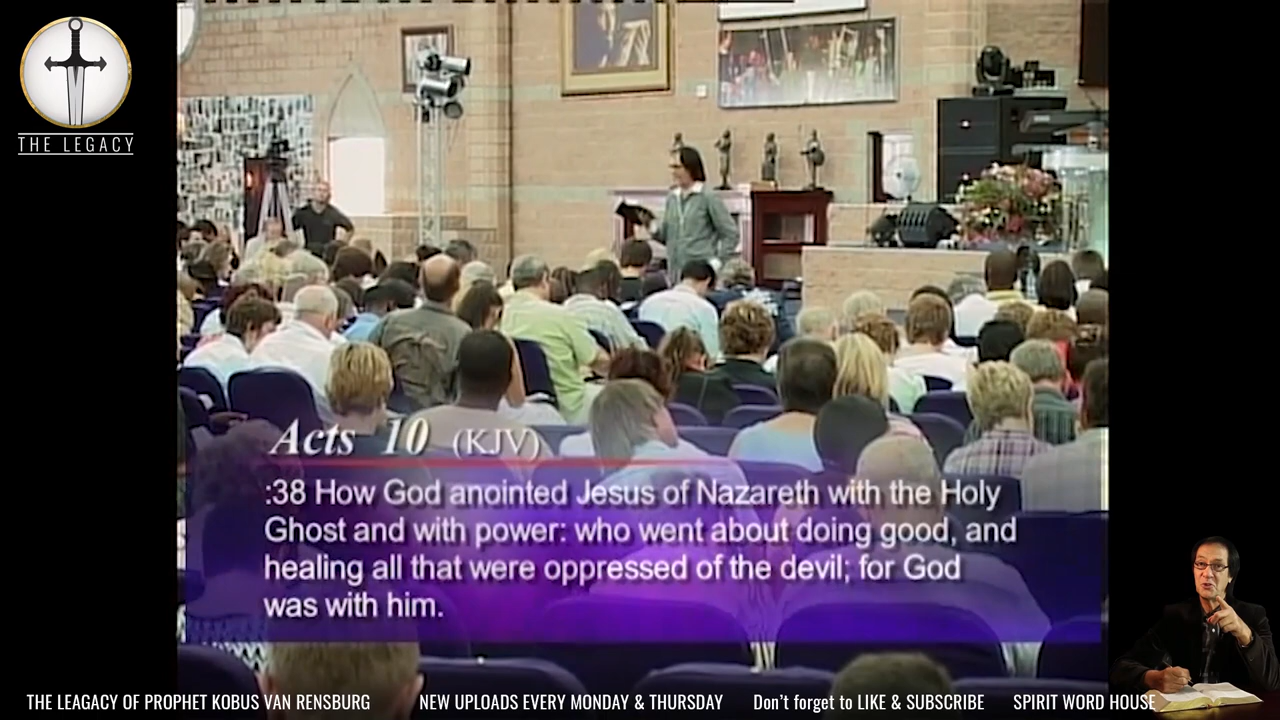 THE LEGACY
Acts 10 (KJV)
:38 How God anointed Jesus of Nazareth with the Holy
Ghost and with power: who went about doing good, and
healing all that were oppressed of the devil; for God
was with him.
THE LEAGACY OF PROPHET KOBUS VAN RENSBURG NEW UPLOADS EVERY MONDAY & THURSDAY Don't forget to LIKE & SUBSCRIBE SPIRIT WORD HOUSE